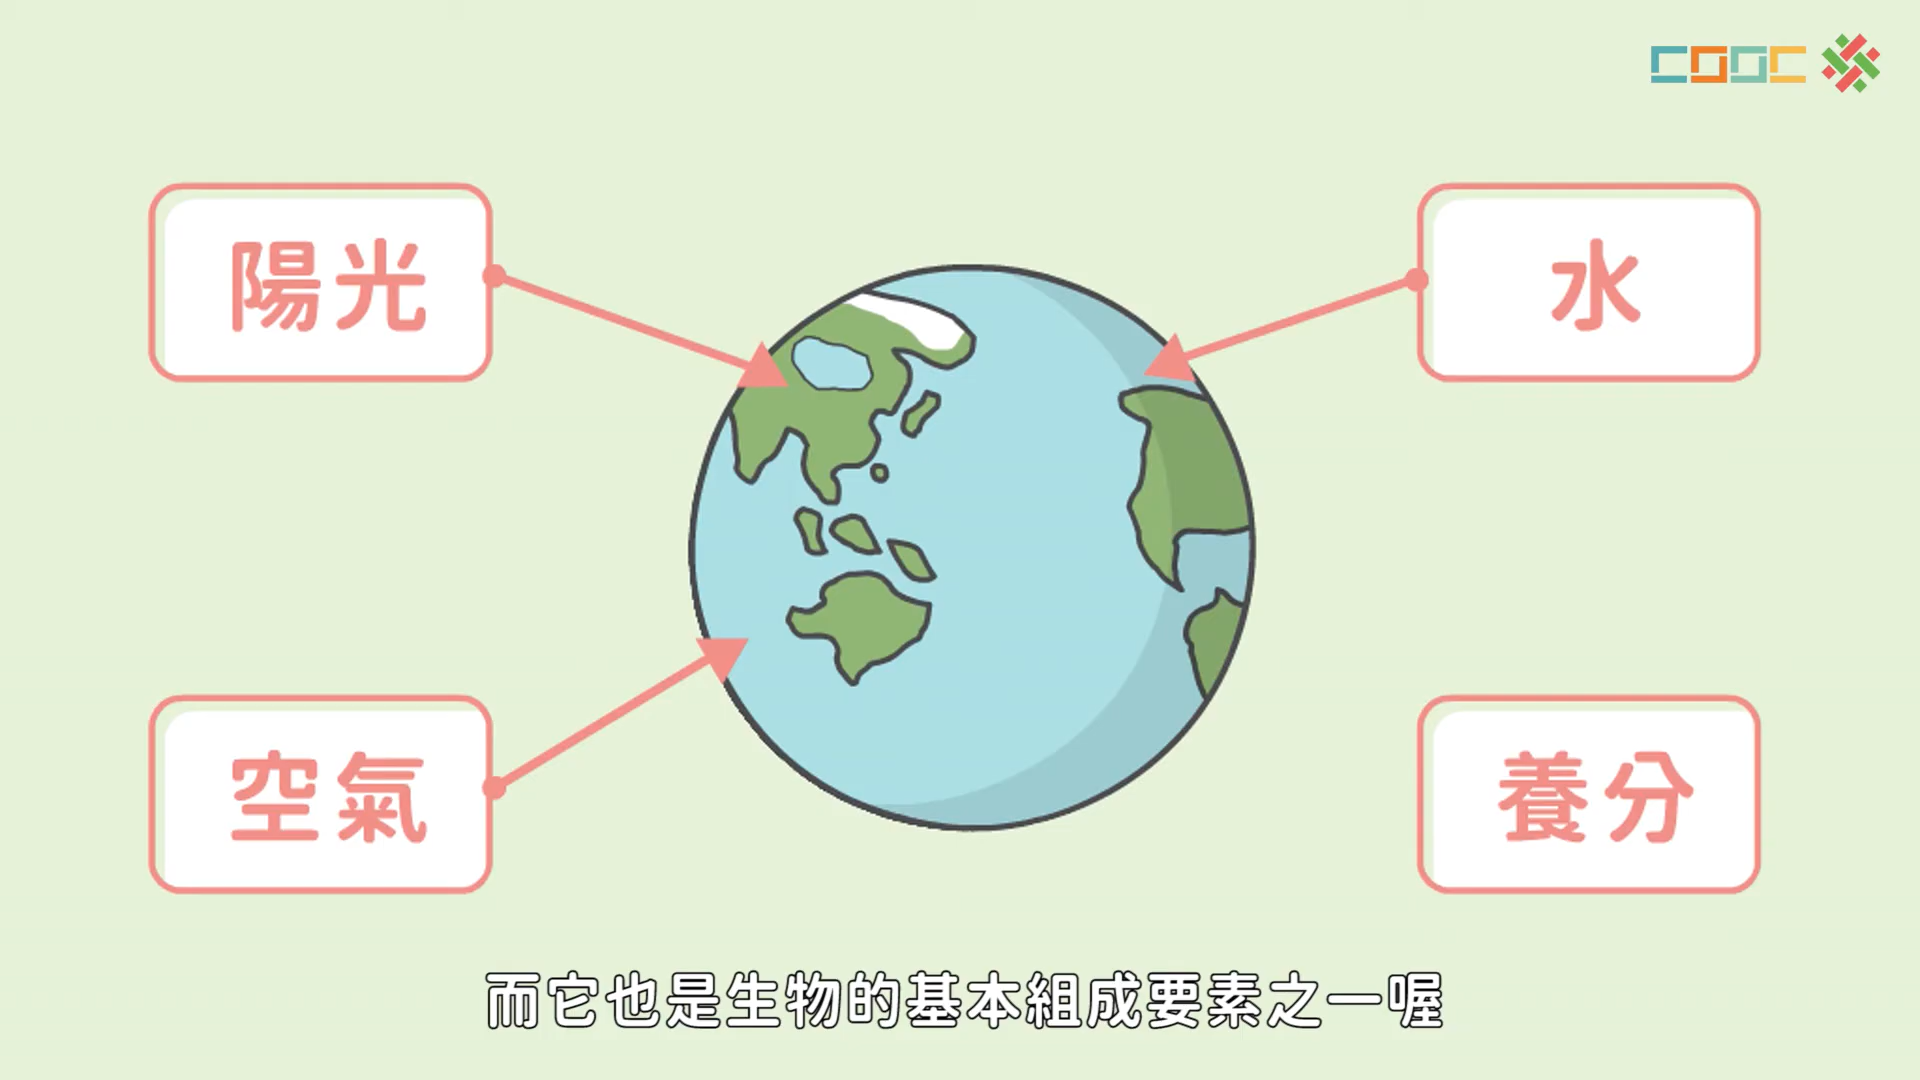 COOC
陽光
水
空氣
養分
而它也是生物的基本組成要素之一喔